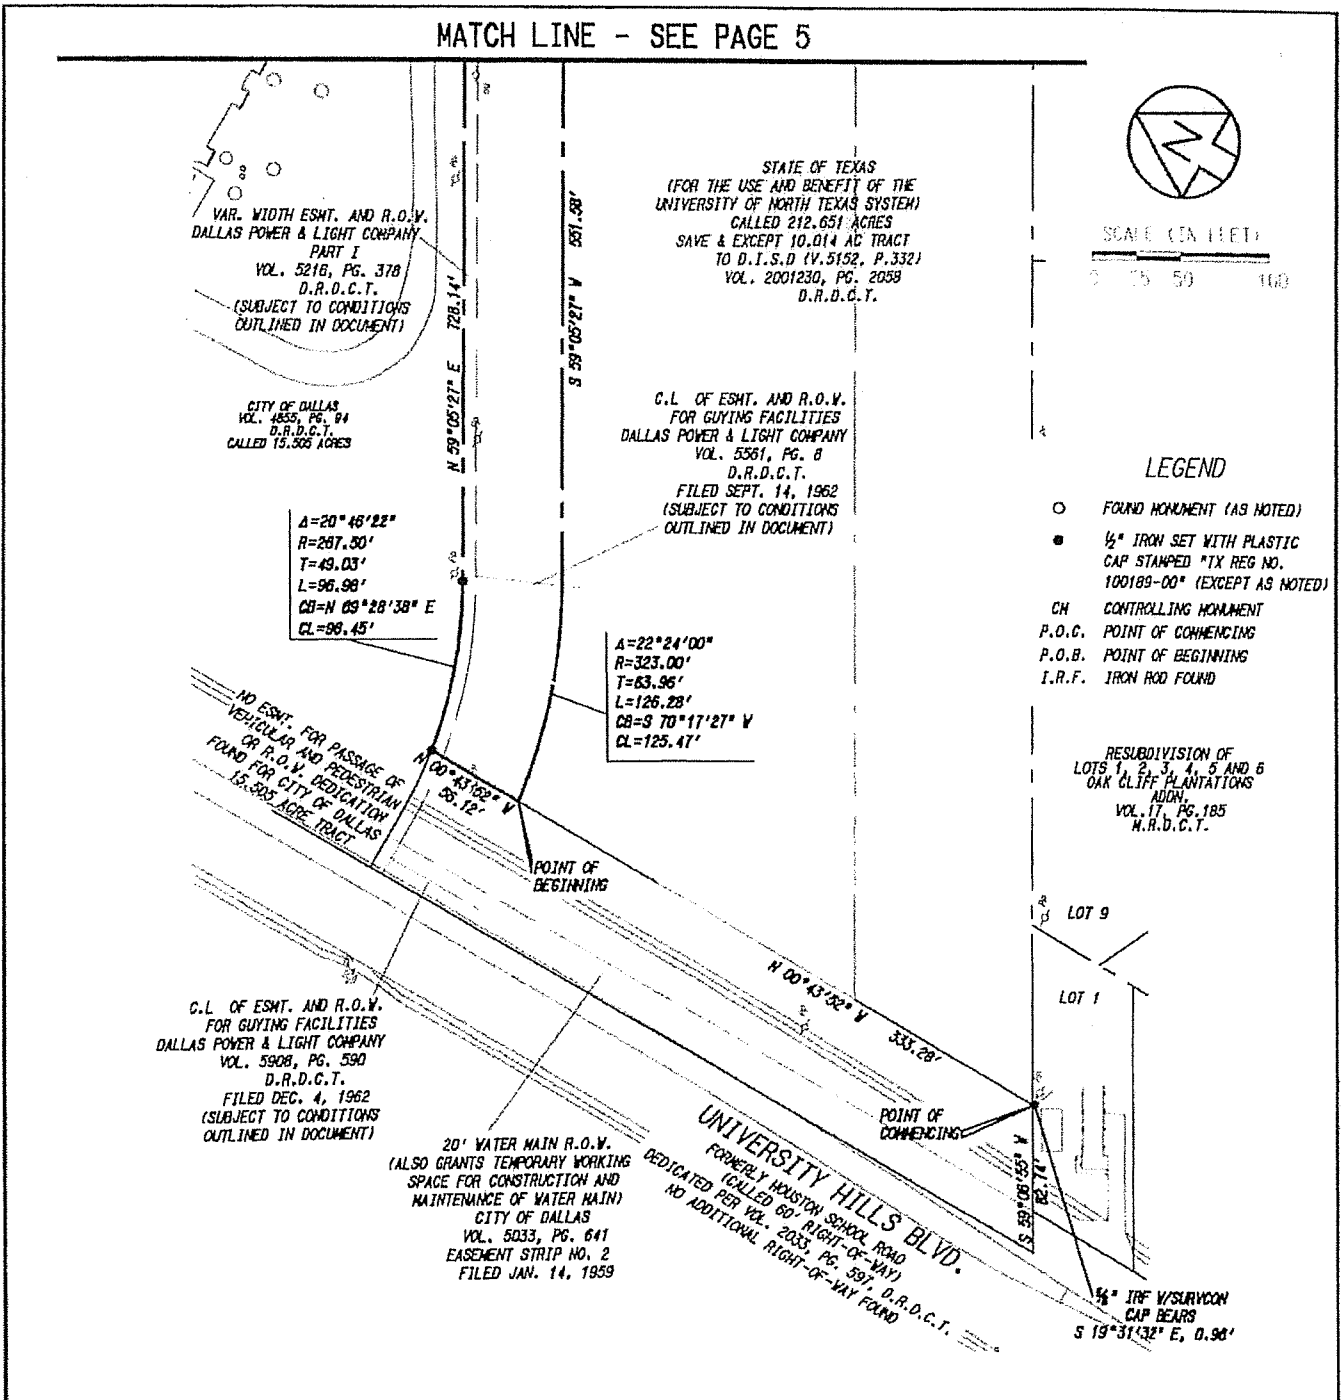 MATCH LINE - SEE PAGE 5
N
SCALE (IN FEET)
0 25 50 100
STATE OF TEXAS
(FOR THE USE AND BENEFIT OF THE
UNIVERSITY OF NORTH TEXAS SYSTEM)
CALLED 212.651 ACRES
SAVE & EXCEPT 10.014 AC TRACT
TO D.I.S.D (V.5152, P.332)
VOL. 2001230, PG. 2058
D.R.D.C.T.
VAR. WIDTH ESMT. AND R.O.W.
DALLAS POWER & LIGHT COMPANY
PART I
VOL. 5216, PG. 378
D.R.D.C.T.
(SUBJECT TO CONDITIONS
OUTLINED IN DOCUMENT)
N 59°05'27" E 728.14'
S 59°05'27" W 551.58'
CITY OF DALLAS
VOL. 4855, PG. 94
D.R.D.C.T.
CALLED 15.505 ACRES
C.L OF ESMT. AND R.O.W.
FOR GUYING FACILITIES
DALLAS POWER & LIGHT COMPANY
VOL. 5561, PG. 8
D.R.D.C.T.
FILED SEPT. 14, 1962
(SUBJECT TO CONDITIONS
OUTLINED IN DOCUMENT)
LEGEND
FOUND MONUMENT (AS NOTED)
1/2" IRON SET WITH PLASTIC
CAP STAMPED "TX REG NO.
100189-00" (EXCEPT AS NOTED)
CM CONTROLLING MONUMENT
P.O.C. POINT OF COMMENCING
P.O.B. POINT OF BEGINNING
I.R.F. IRON ROD FOUND
Δ=20°46'22"
R=267.50'
T=49.03'
L=96.98'
CB=N 69°28'38" E
CL=96.45'
Δ=22°24'00"
R=323.00'
T=63.96'
L=126.28'
CB=S 70°17'27" W
CL=125.47'
NO ESMT. FOR PASSAGE OF
VEHICULAR AND PEDESTRIAN
OR R.O.W. DEDICATION
FOUND FOR CITY OF DALLAS
15.505 ACRE TRACT
N 00°43'52" W
56.12'
POINT OF
BEGINNING
RESUBDIVISION OF
LOTS 1, 2, 3, 4, 5 AND 6
OAK CLIFF PLANTATIONS
ADDN.
VOL.17, PG.185
M.R.D.C.T.
LOT 9
LOT 1
N 00°43'52" W 333.28'
C.L OF ESMT. AND R.O.W.
FOR GUYING FACILITIES
DALLAS POWER & LIGHT COMPANY
VOL. 5908, PG. 590
D.R.D.C.T.
FILED DEC. 4, 1962
(SUBJECT TO CONDITIONS
OUTLINED IN DOCUMENT)
20' WATER MAIN R.O.W.
(ALSO GRANTS TEMPORARY WORKING
SPACE FOR CONSTRUCTION AND
MAINTENANCE OF WATER MAIN)
CITY OF DALLAS
VOL. 5033, PG. 641
EASEMENT STRIP NO. 2
FILED JAN. 14, 1959
POINT OF
COMMENCING
UNIVERSITY HILLS BLVD.
FORMERLY HOUSTON SCHOOL ROAD
(CALLED 60' RIGHT-OF-WAY)
DEDICATED PER VOL. 2033, PG. 597, D.R.D.C.T.
NO ADDITIONAL RIGHT-OF-WAY FOUND
S 59°06'55" W
62.74'
5/8" IRF W/SURVCON
CAP BEARS
S 19°31'32" E, 0.96'